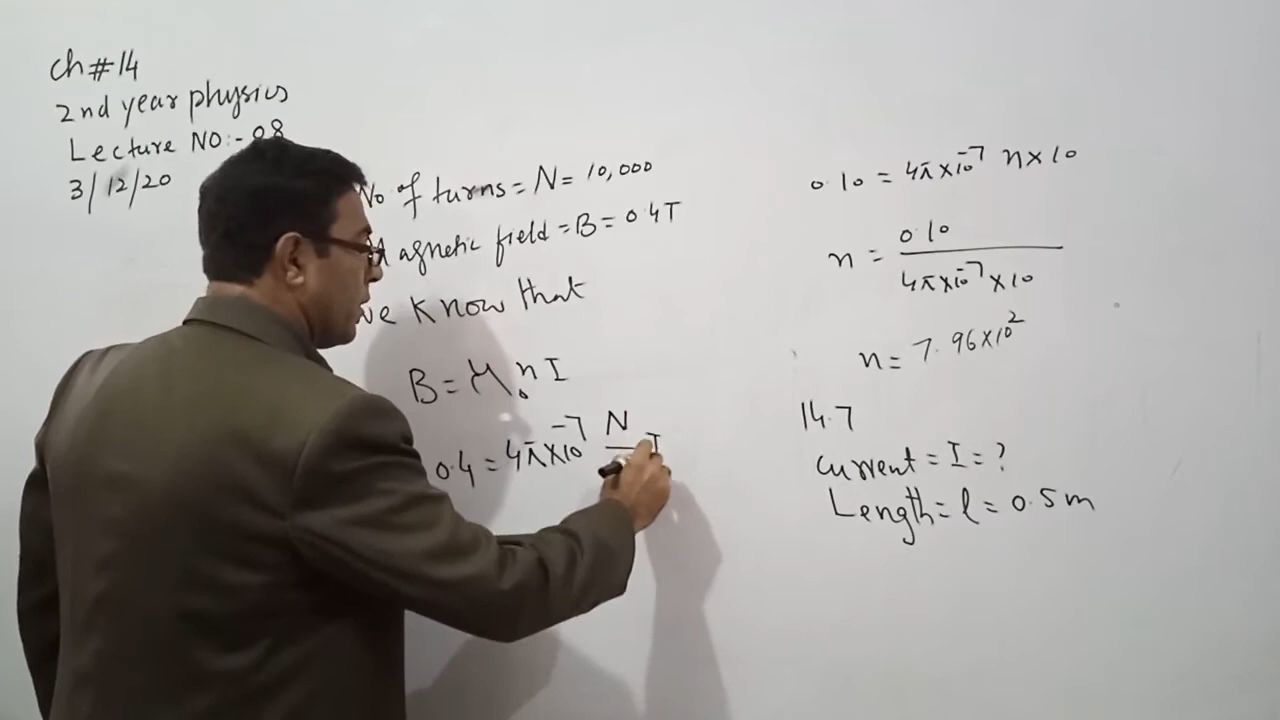 Ch#14
2nd year physics
Lecture NO:- 08
3/12/20
No of turns = N = 10,000
Magnetic field = B = 0.4T
we know that
B = μ₀ n I
0.4 = 4π×10⁻⁷ N I
0.10 = 4π×10⁻⁷ n×10
n = 0.10
4π×10⁻⁷×10
n = 7.96×10²
14.7
Current = I = ?
Length = l = 0.5m